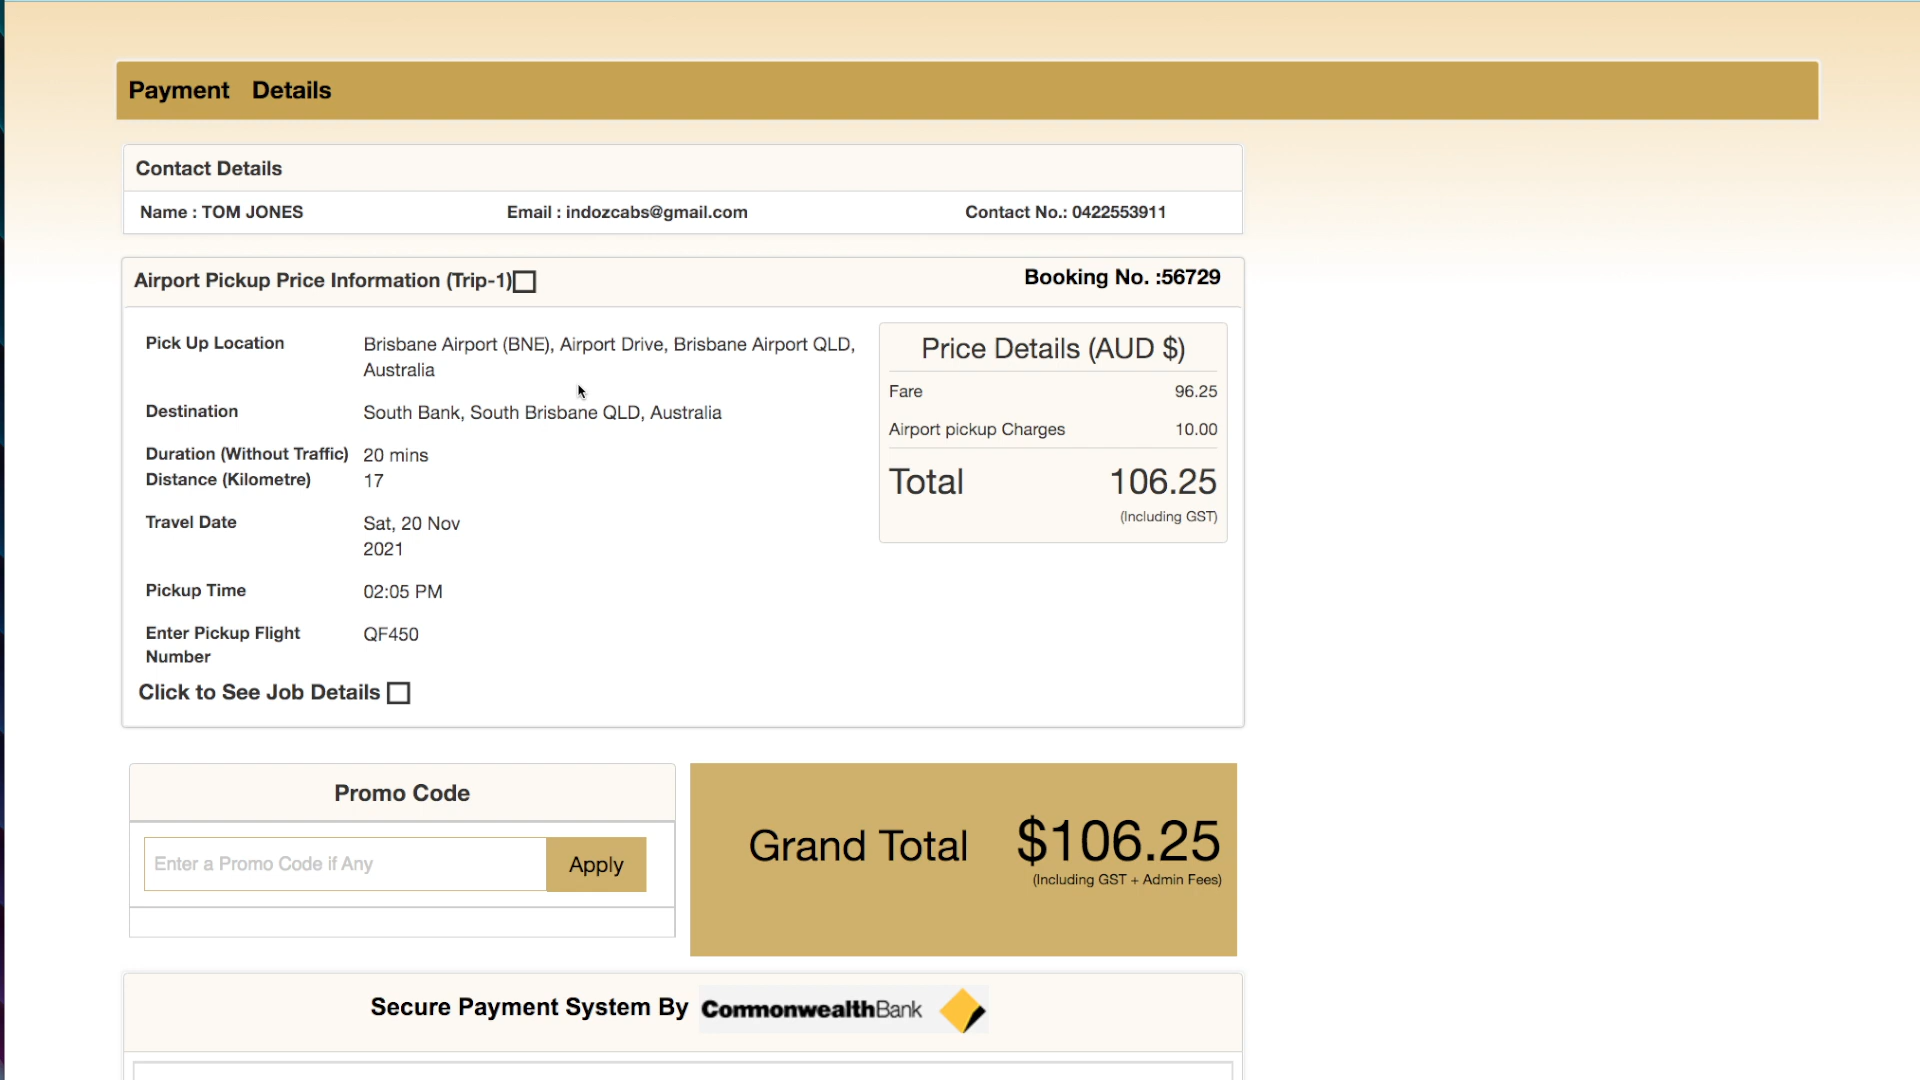 Payment Details
Contact Details
Name : TOM JONES Email : indozcabs@gmail.com Contact No.: 0422553911
Airport Pickup Price Information (Trip-1) Booking No. :56729
Pick Up Location Brisbane Airport (BNE), Airport Drive, Brisbane Airport QLD,
Australia
Destination South Bank, South Brisbane QLD, Australia
Duration (Without Traffic) 20 mins
Distance (Kilometre) 17
Travel Date Sat, 20 Nov
2021
Pickup Time 02:05 PM
Enter Pickup Flight QF450
Number
Click to See Job Details
Price Details (AUD $)
Fare 96.25
Airport pickup Charges 10.00
Total 106.25
(Including GST)
Promo Code
Enter a Promo Code if Any Apply
Grand Total $106.25
(Including GST + Admin Fees)
Secure Payment System By CommonwealthBank